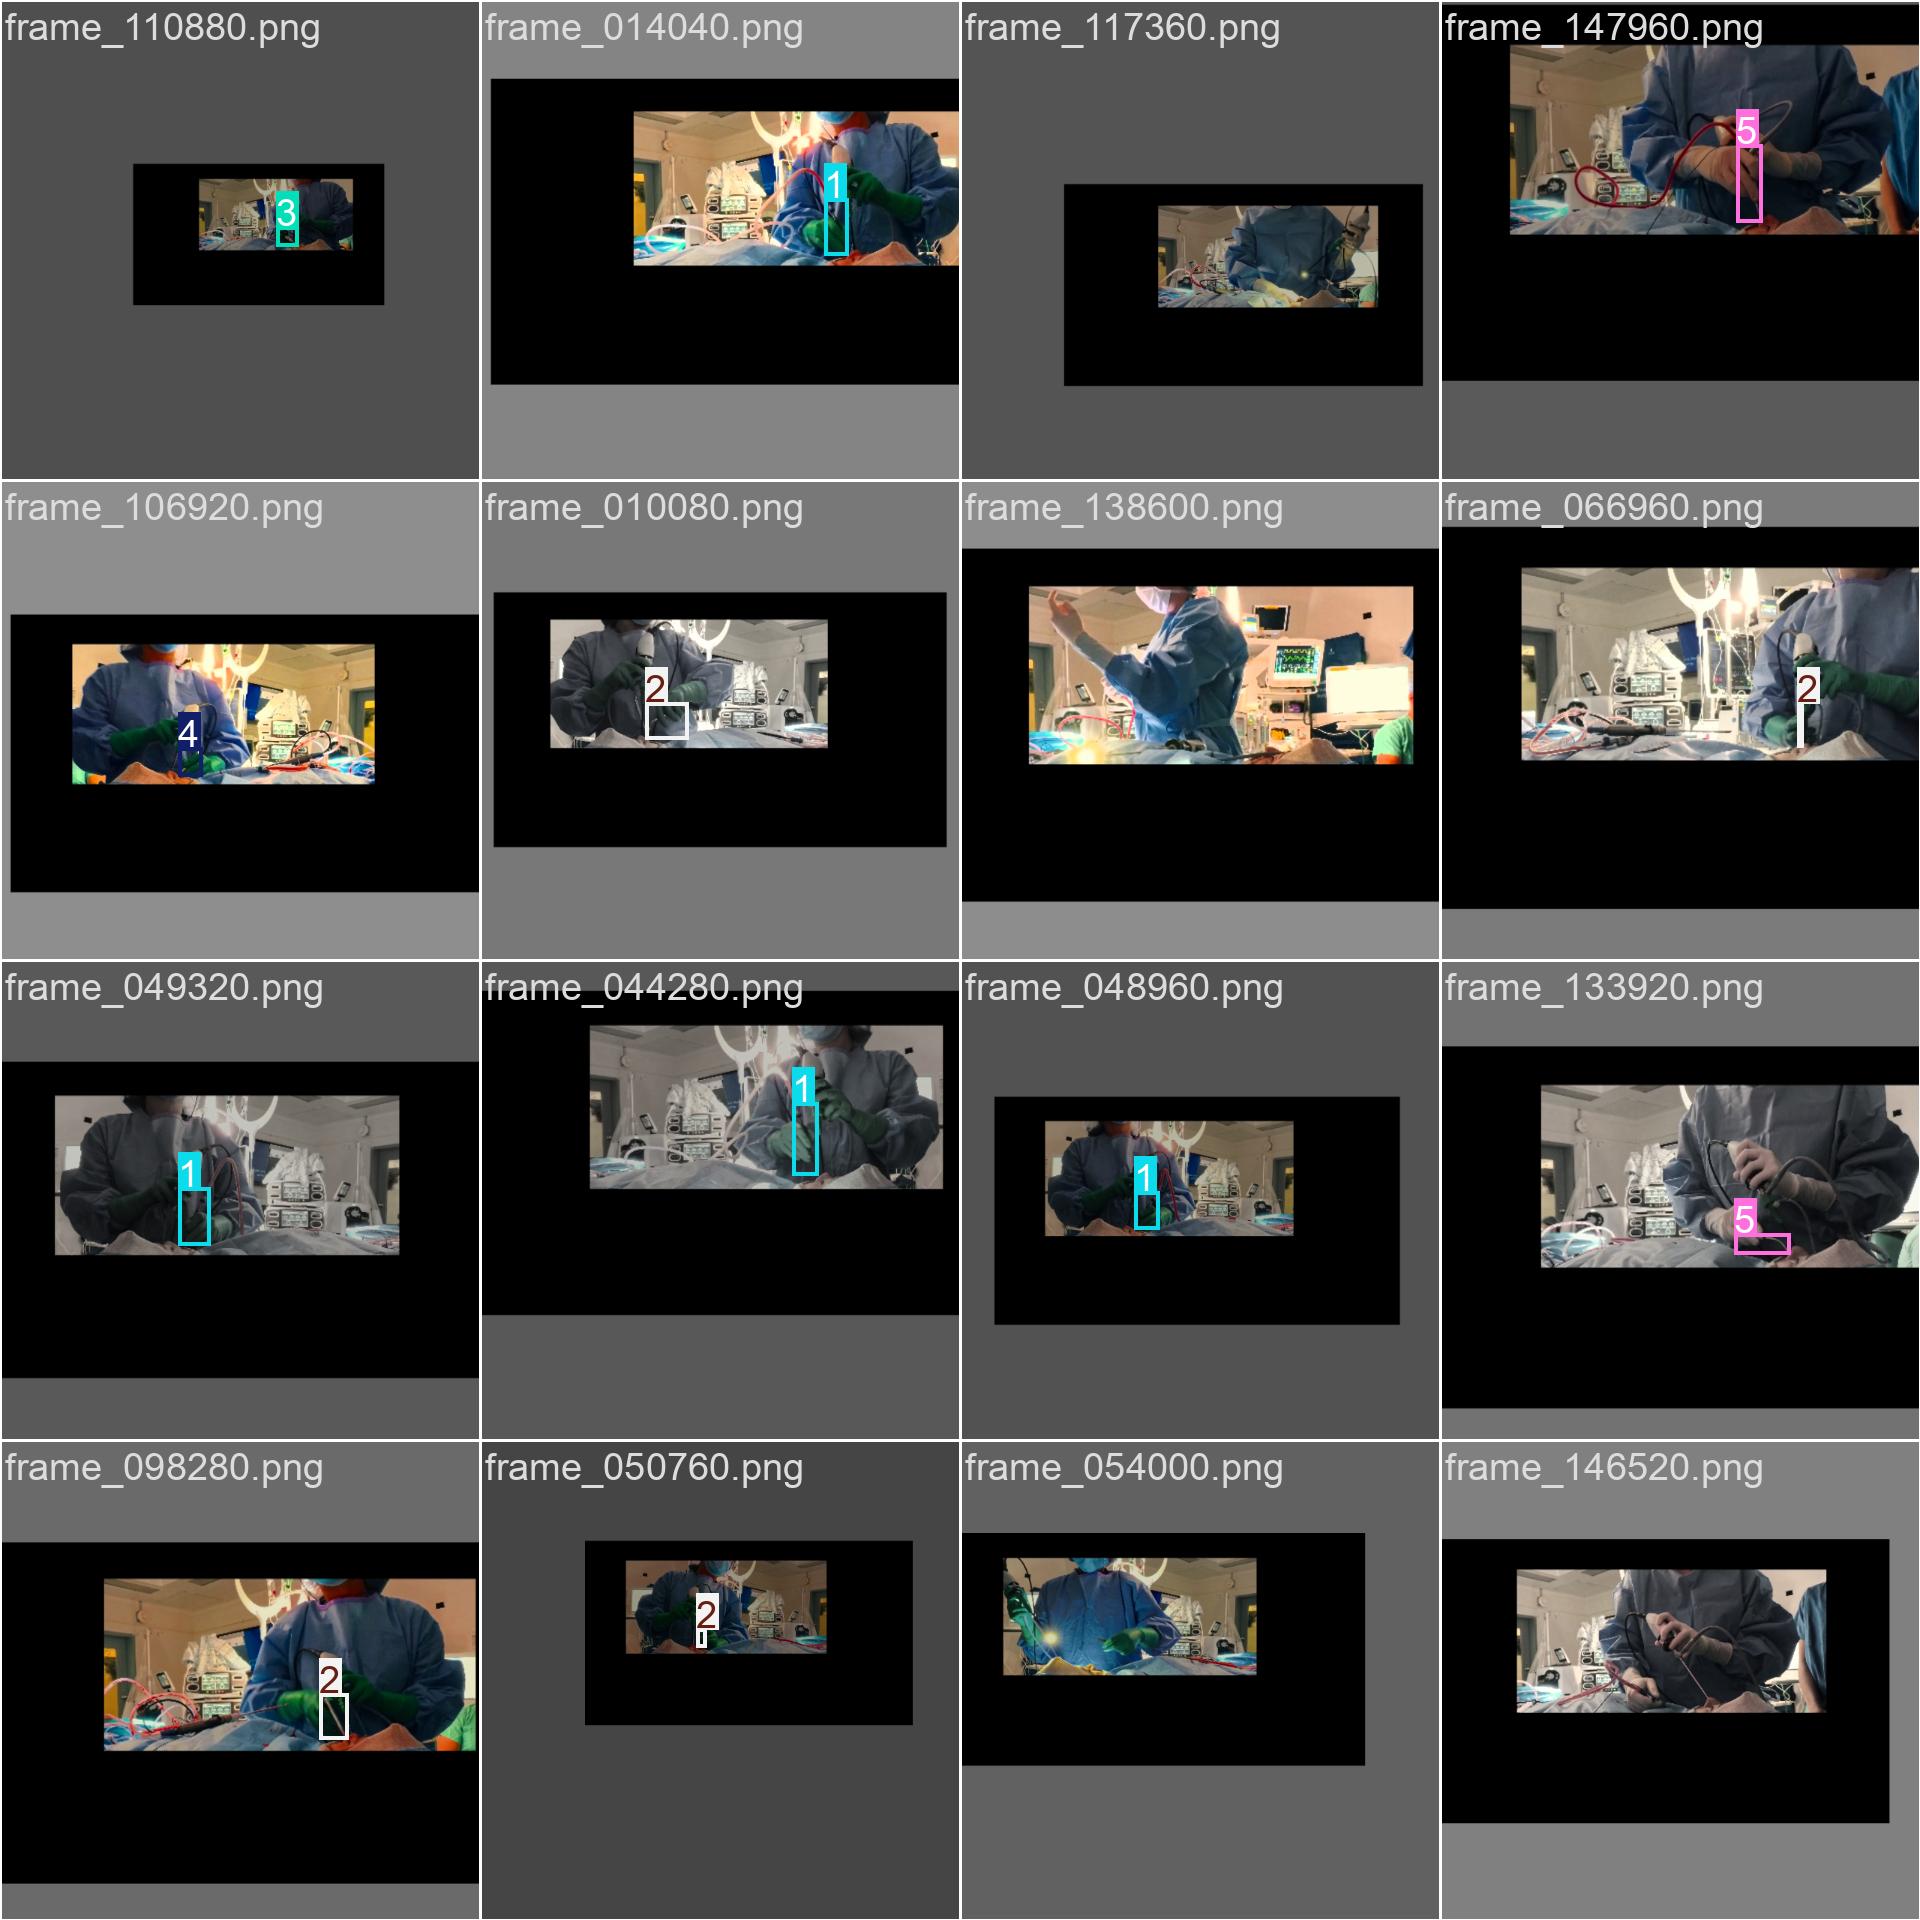 frame_110880.png
frame_014040.png
frame_117360.png
frame_147960.png
3
1
5
frame_106920.png
frame_010080.png
frame_138600.png
frame_066960.png
4
2
2
frame_049320.png
frame_044280.png
frame_048960.png
frame_133920.png
1
1
1
5
frame_098280.png
frame_050760.png
frame_054000.png
frame_146520.png
2
2